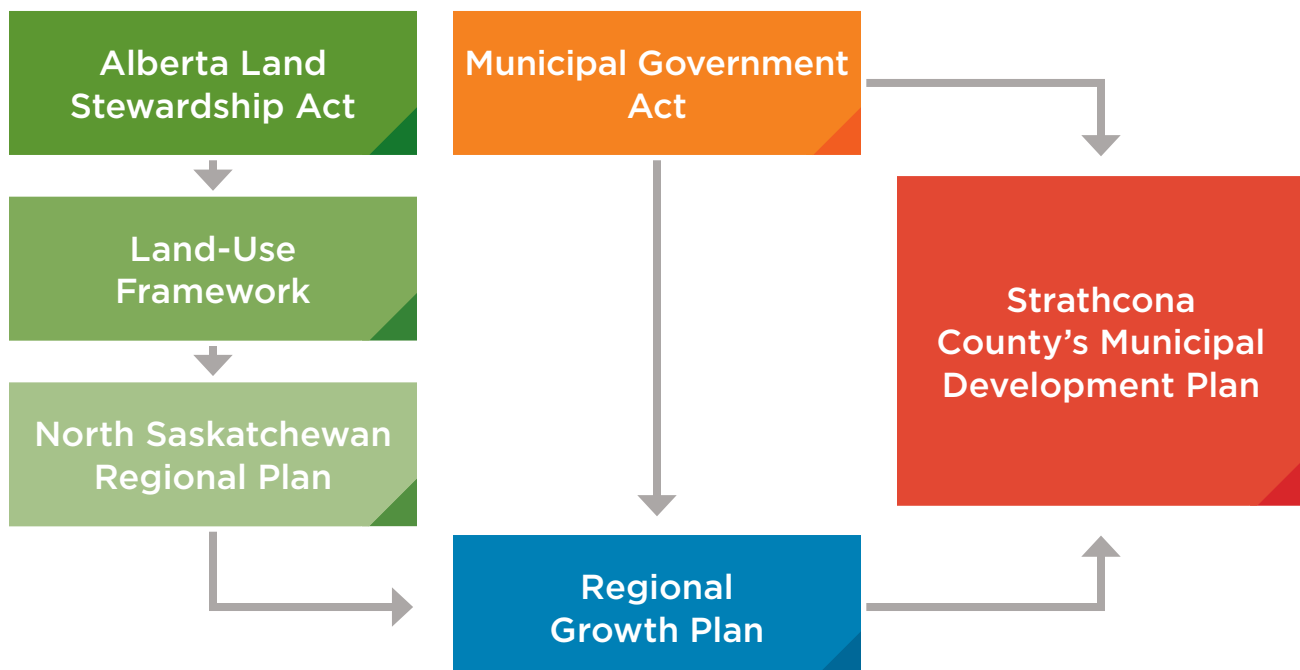 Alberta Land
Stewardship Act
Municipal Government
Act
Land-Use
Framework
North Saskatchewan
Regional Plan
Regional
Growth Plan
Strathcona
County’s Municipal
Development Plan